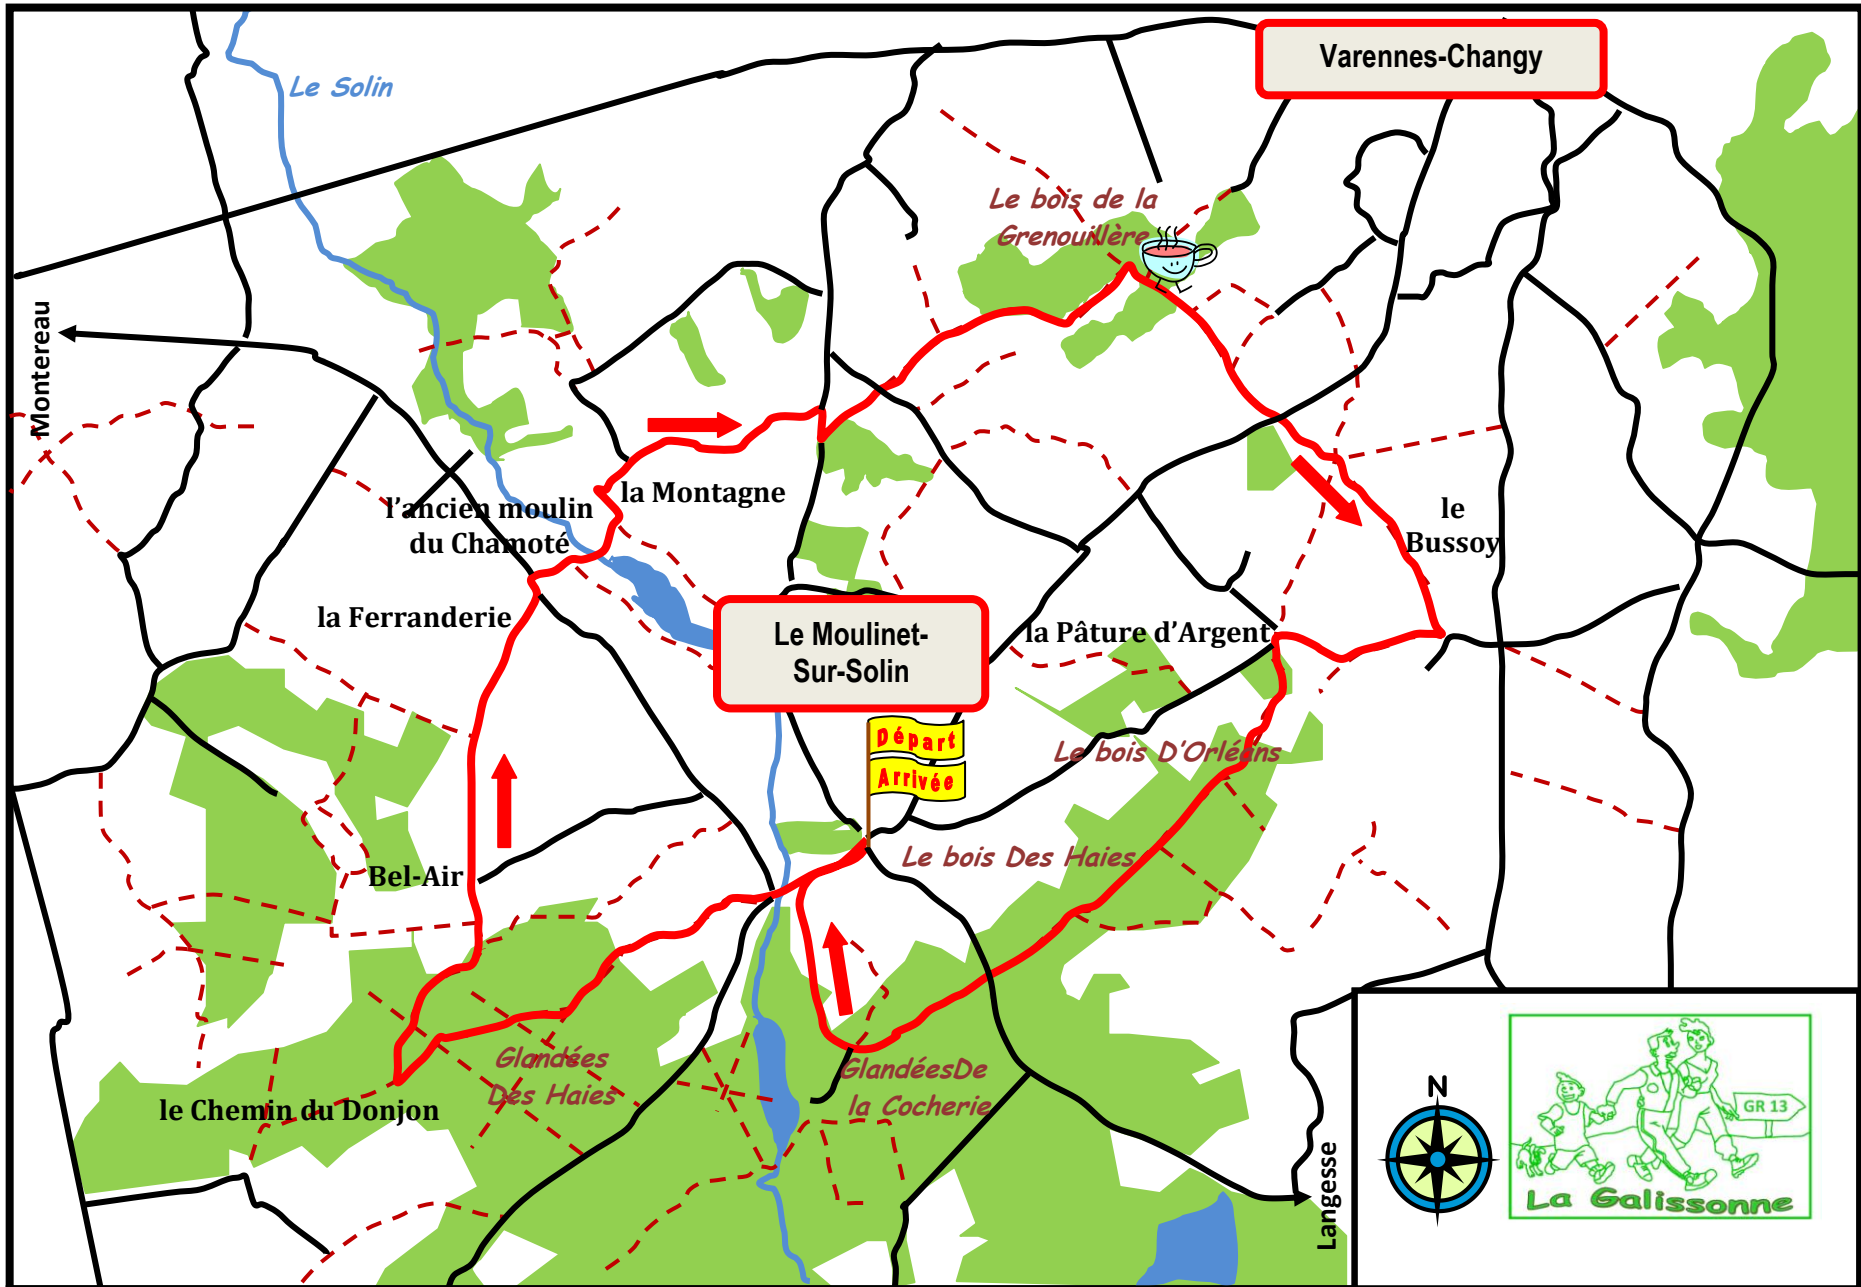 Varennes-Changy
Le Solin
Le bois de la
Grenouillère
Montereau
l'ancien moulin
du Chamoté
la Montagne
le
Bussoy
la Ferranderie
Le Moulinet-
Sur-Solin
la Pâture d'Argent
Départ
Arrivée
Le bois D'Orléans
Le bois Des Haies
Bel-Air
Glandées
Des Haies
GlandéesDe
la Cocherie
le Chemin du Donjon
Langesse
N
GR 13
La Galissonne